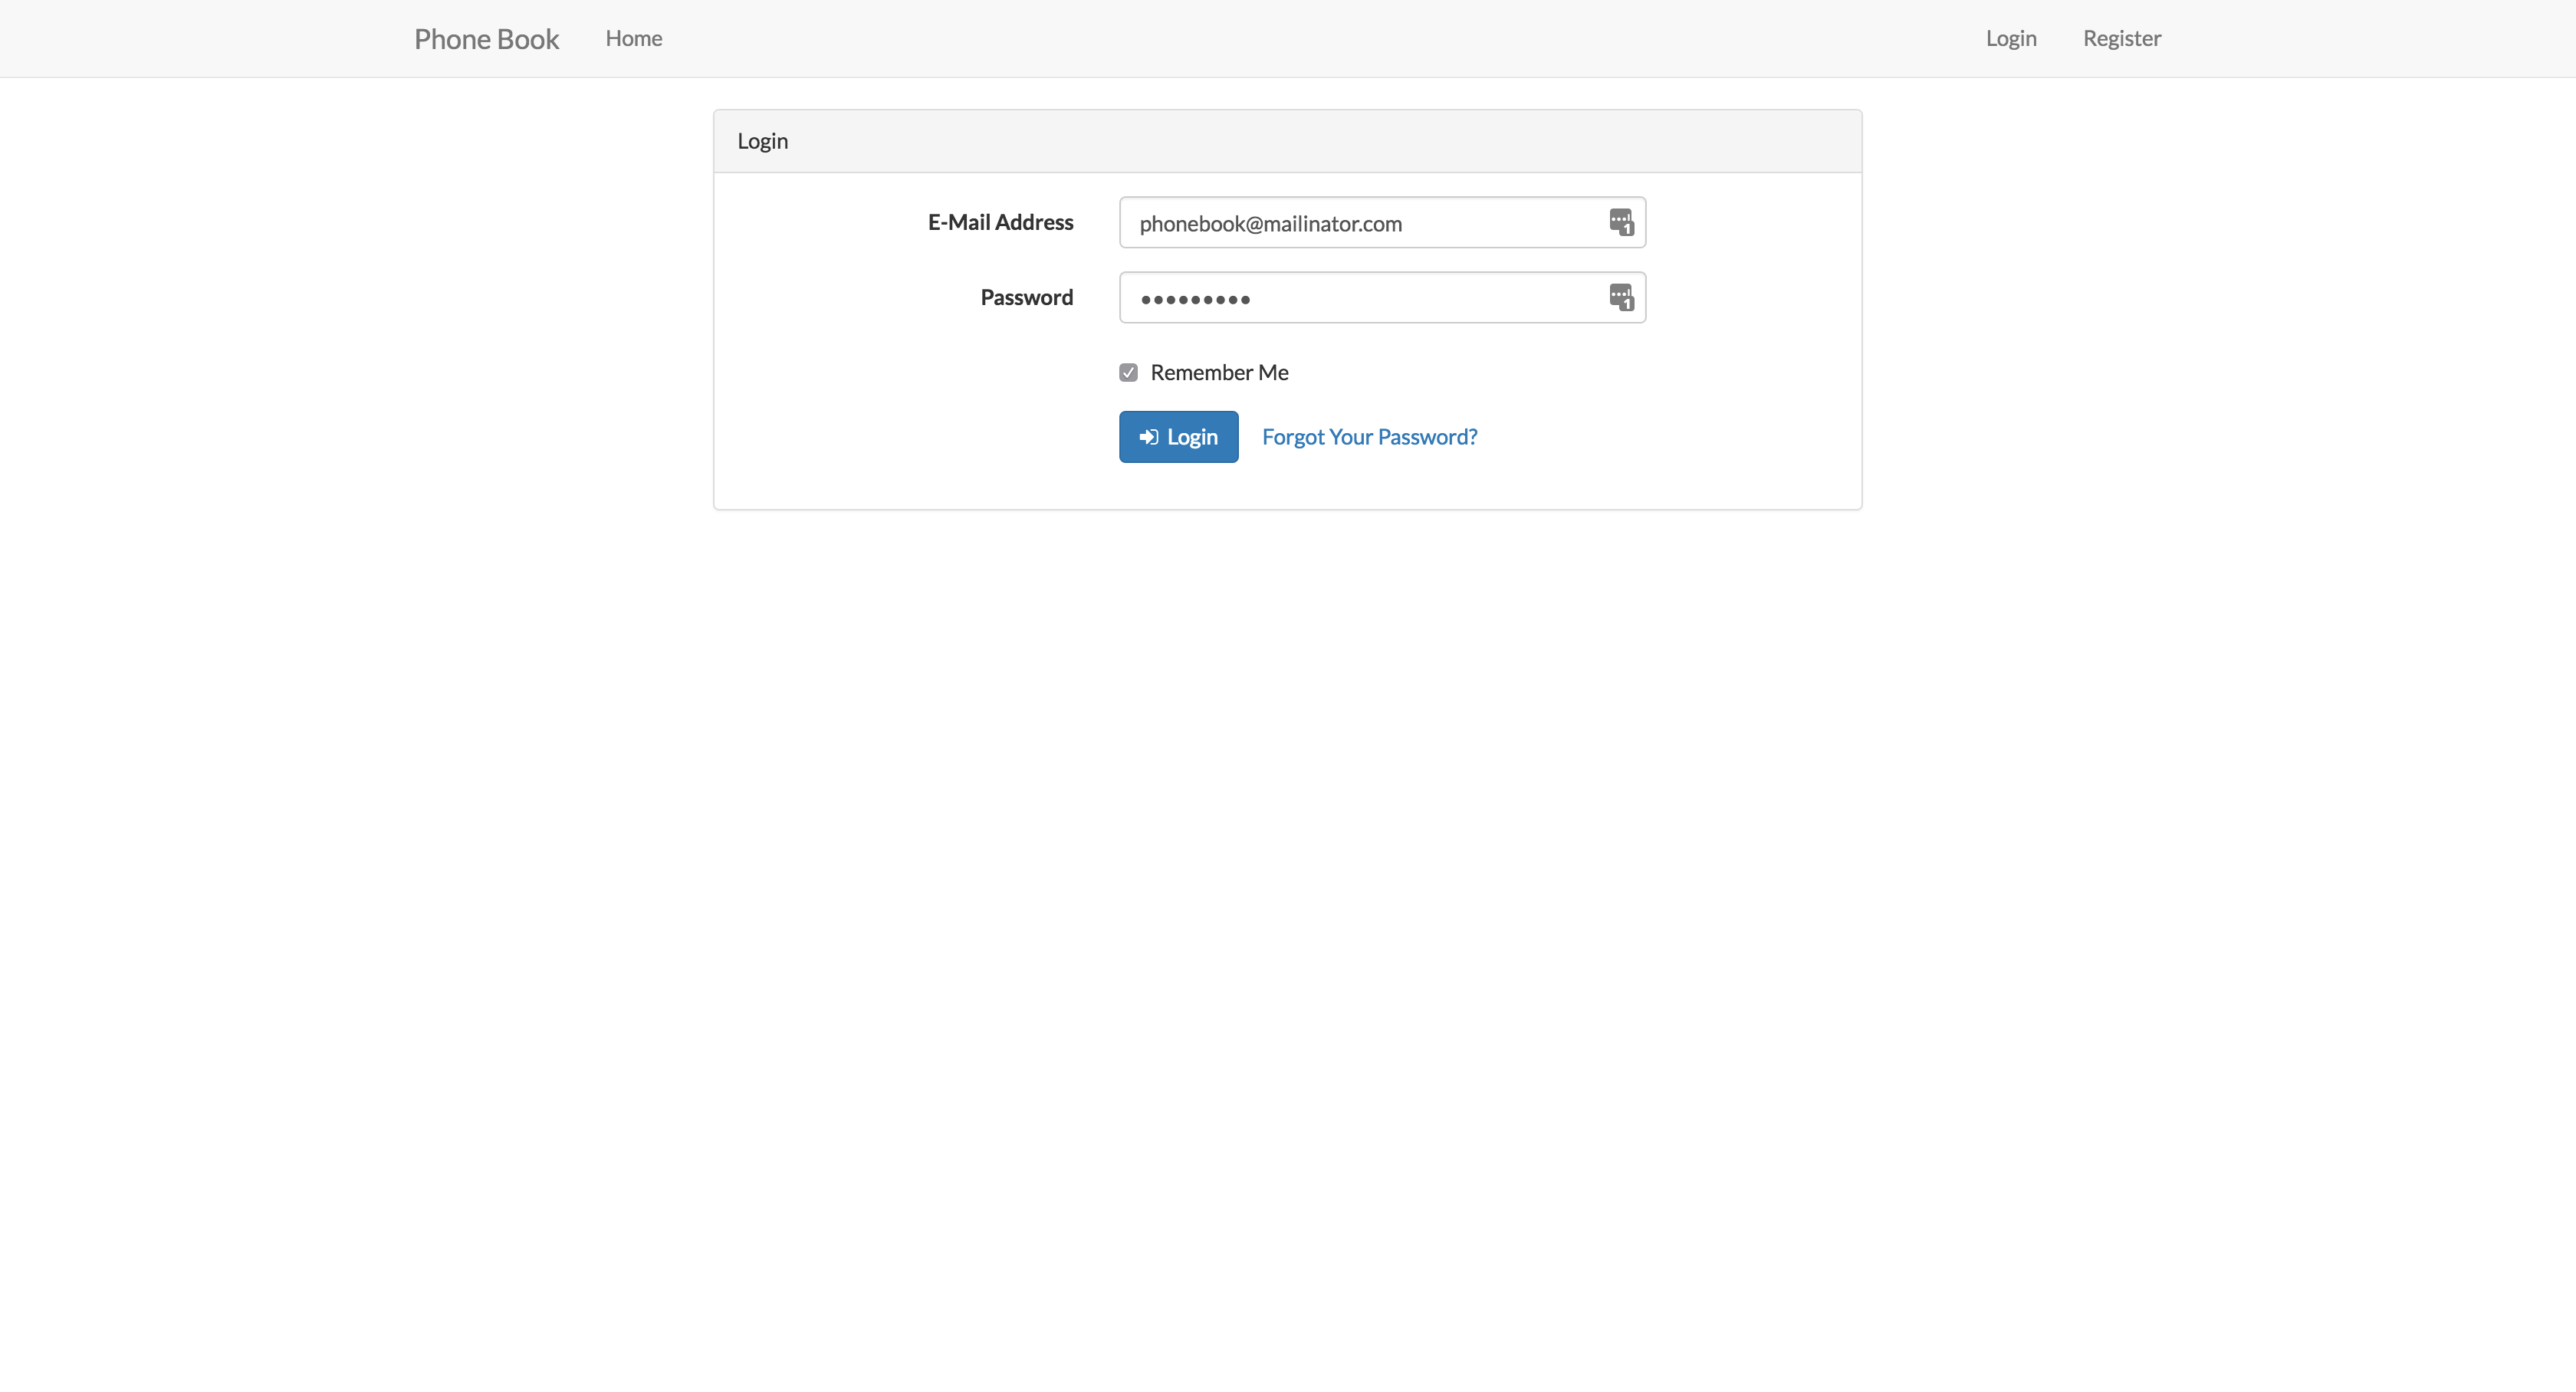 Phone Book Home Login Register
Login
E-Mail Address phonebook@mailinator.com
Password •••••••••
Remember Me
Login Forgot Your Password?